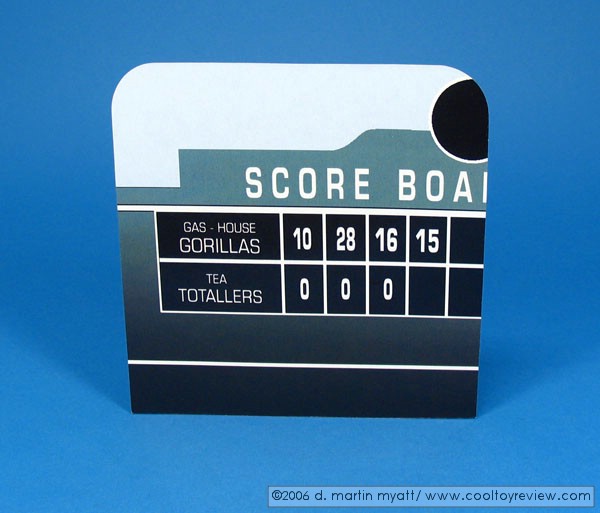 SCORE BOA
GAS - HOUSE
GORILLAS 10 28 16 15
TEA
TOTALLERS 0 0 0
©2006 d. martin myatt/ www.cooltoyreview.com